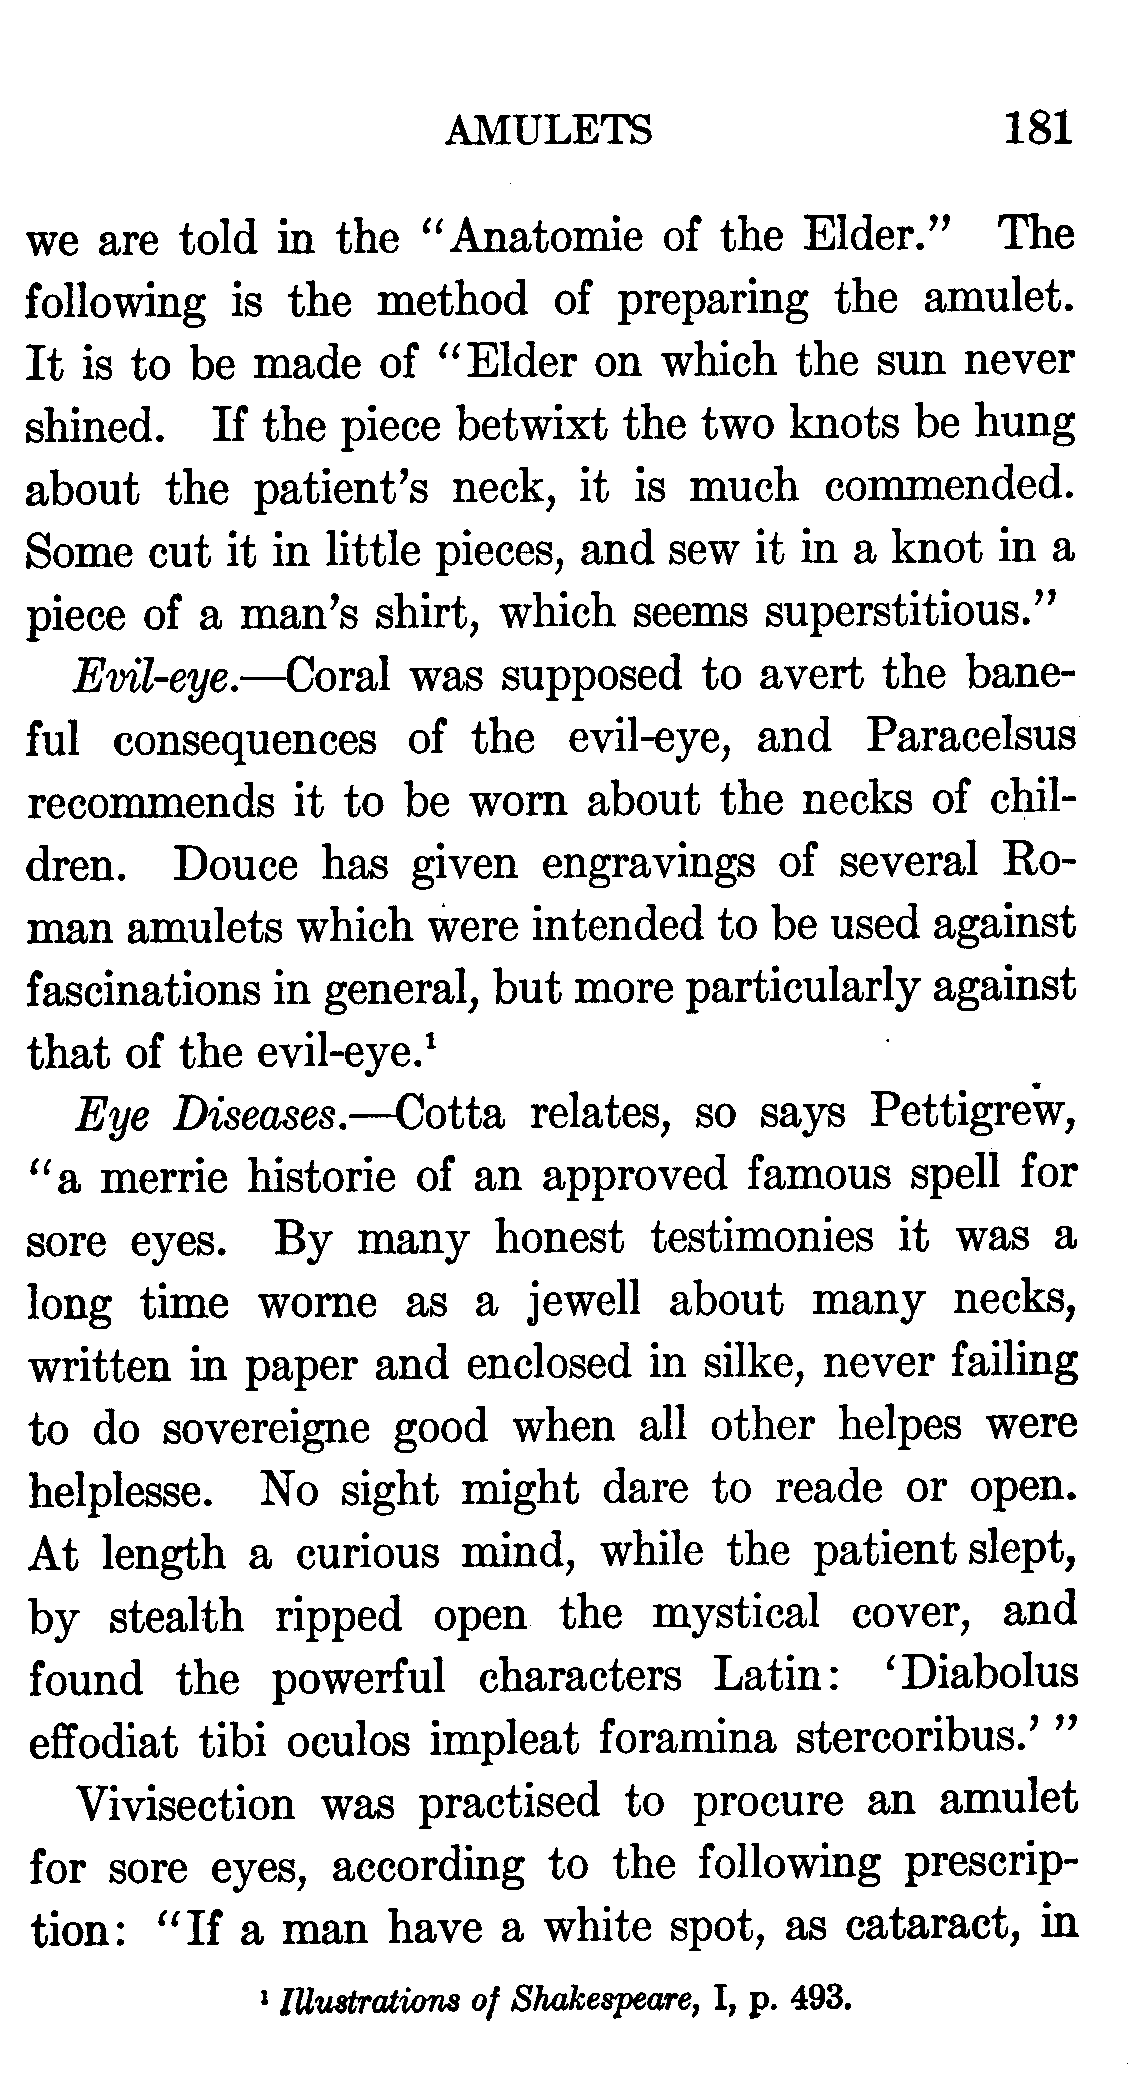 AMULETS 181
we are told in the “Anatomie of the Elder.” The
following is the method of preparing the amulet.
It is to be made of “Elder on which the sun never
shined. If the piece betwixt the two knots be hung
about the patient’s neck, it is much commended.
Some cut it in little pieces, and sew it in a knot in a
piece of a man’s shirt, which seems superstitious.”
Evil-eye.—Coral was supposed to avert the bane-
ful consequences of the evil-eye, and Paracelsus
recommends it to be worn about the necks of chil-
dren. Douce has given engravings of several Ro-
man amulets which were intended to be used against
fascinations in general, but more particularly against
that of the evil-eye.¹
Eye Diseases.—Cotta relates, so says Pettigrew,
“a merrie historie of an approved famous spell for
sore eyes. By many honest testimonies it was a
long time worne as a jewell about many necks,
written in paper and enclosed in silke, never failing
to do sovereigne good when all other helpes were
helplesse. No sight might dare to reade or open.
At length a curious mind, while the patient slept,
by stealth ripped open the mystical cover, and
found the powerful characters Latin: ‘Diabolus
effodiat tibi oculos impleat foramina stercoribus.’ ”
Vivisection was practised to procure an amulet
for sore eyes, according to the following prescrip-
tion: “If a man have a white spot, as cataract, in
¹ Illustrations of Shakespeare, I, p. 493.